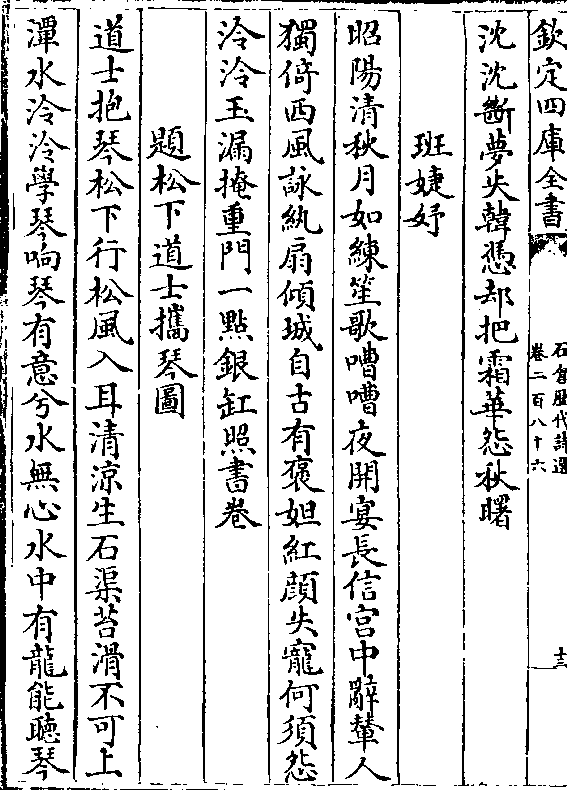 欽定四庫全書
石倉歷代詩選
卷二百八十六
十三
沈沈斷夢失韓憑却把霜華怨秋曙
班婕妤
昭陽清秋月如練笙歌嘈嘈夜開宴長信宮中辭輦人
獨倚西風詠紈扇傾城自古有褒妲紅顔失寵何須怨
泠泠玉漏掩重門一點銀缸照書卷
題松下道士攜琴圖
道士抱琴松下行松風入耳清凉生石渠苔滑不可上
潭水泠泠學琴响琴有意兮水無心水中有龍能聽琴